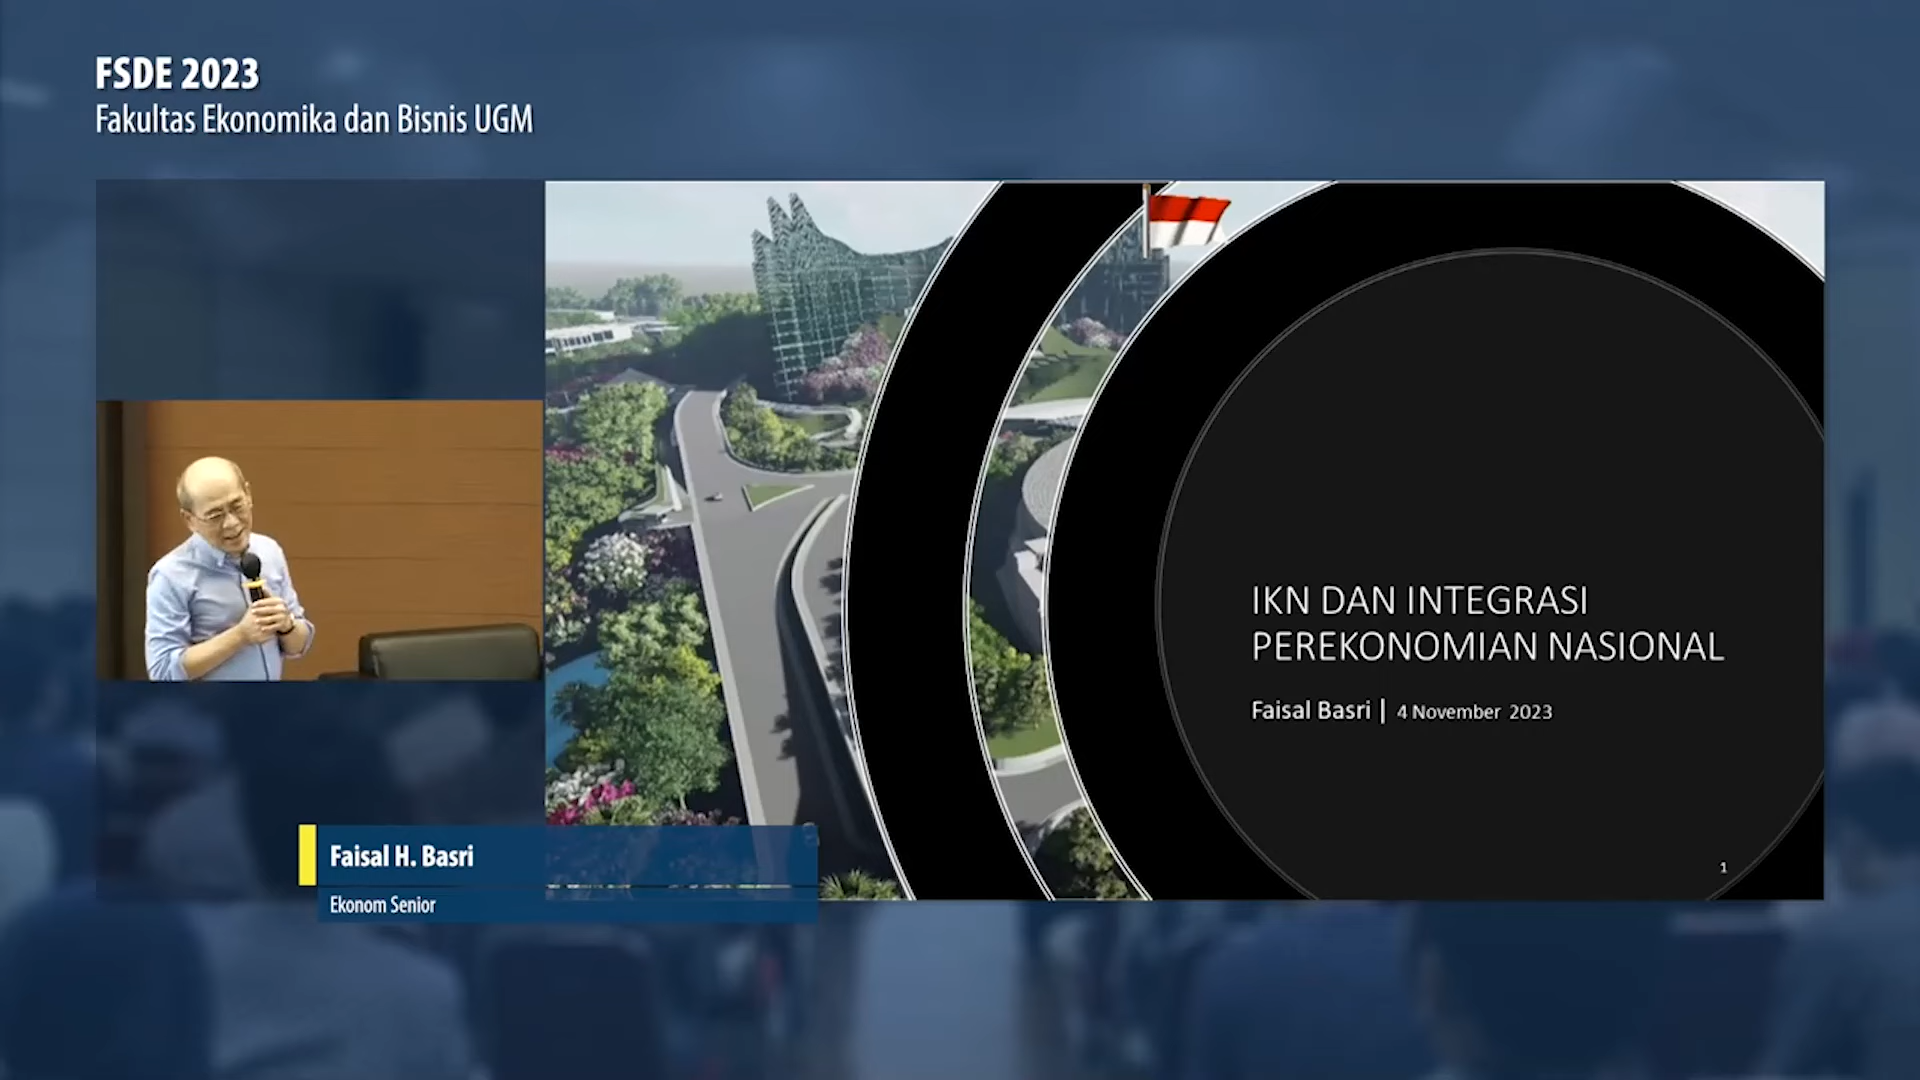 FSDE 2023
Fakultas Ekonomika dan Bisnis UGM
IKN DAN INTEGRASI
PEREKONOMIAN NASIONAL
Faisal Basri | 4 November 2023
1
Faisal H. Basri
Ekonom Senior